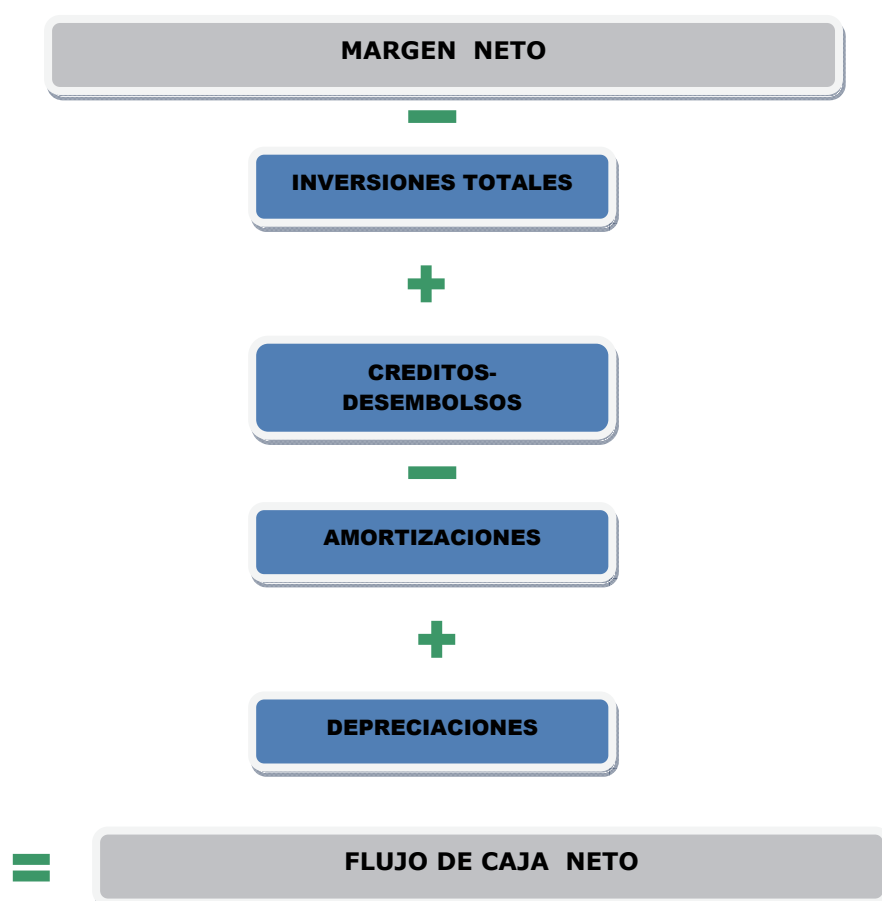 MARGEN NETO
INVERSIONES TOTALES
CREDITOS-
DESEMBOLSOS
AMORTIZACIONES
DEPRECIACIONES
FLUJO DE CAJA NETO